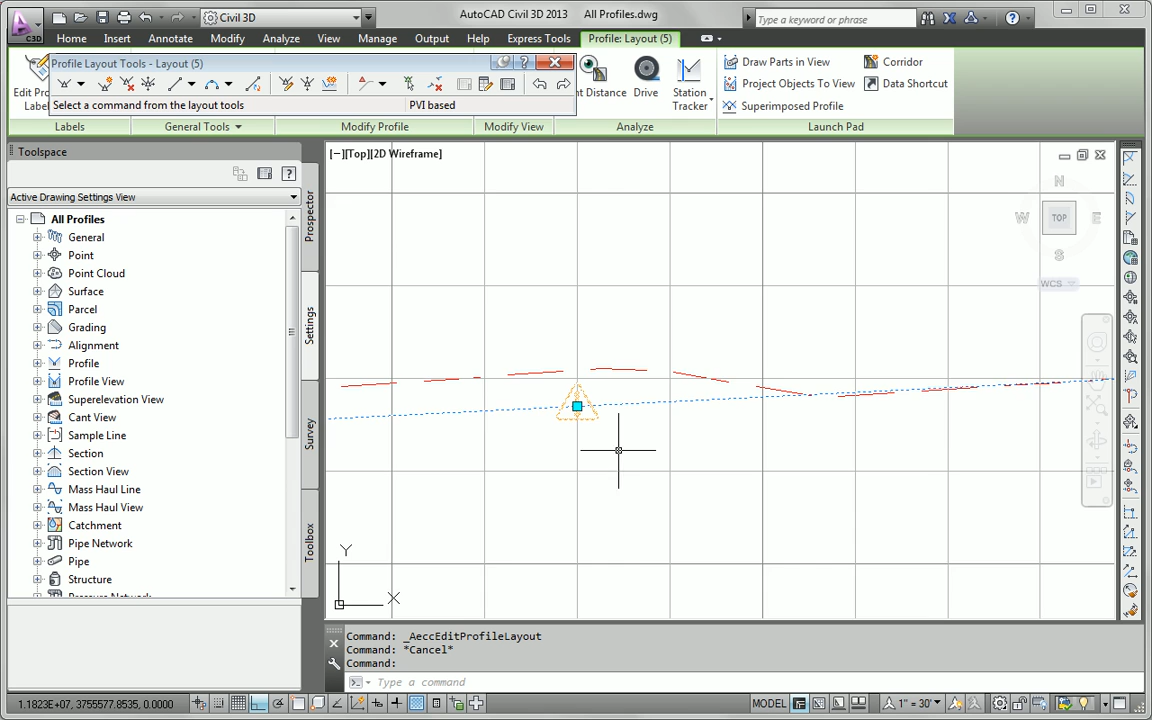 Civil 3D
AutoCAD Civil 3D 2013 All Profiles.dwg
Type a keyword or phrase
C3D
Home Insert Annotate Modify View Manage Analyze Output Help Express Tools Profile: Layout (5)
Profile Layout Tools - Layout (5)
Select a command from the layout tools
PVI based
Edit
Drive
Station
Tracker
Draw Parts in View
Project Objects To View
Superimposed Profile
Corridor
Data Shortcut
Labels
General Tools
Modify Profile
Modify View
Analyze
Launch Pad
Toolspace
Active Drawing Settings View
All Profiles
General
Point
Point Cloud
Surface
Parcel
Grading
Alignment
Profile
Profile View
Superelevation View
Cant View
Sample Line
Section
Section View
Mass Haul Line
Mass Haul View
Catchment
Pipe Network
Pipe
Structure
Prospector
Settings
Survey
Toolbox
[−][Top][2D Wireframe]
N
W
TOP
E
S
WCS
Y
X
Command: _AeccEditProfileLayout
Command: *Cancel*
Command:
Type a command
1.1823E+07, 3755577.8535, 0.0000
MODEL
1" = 30'